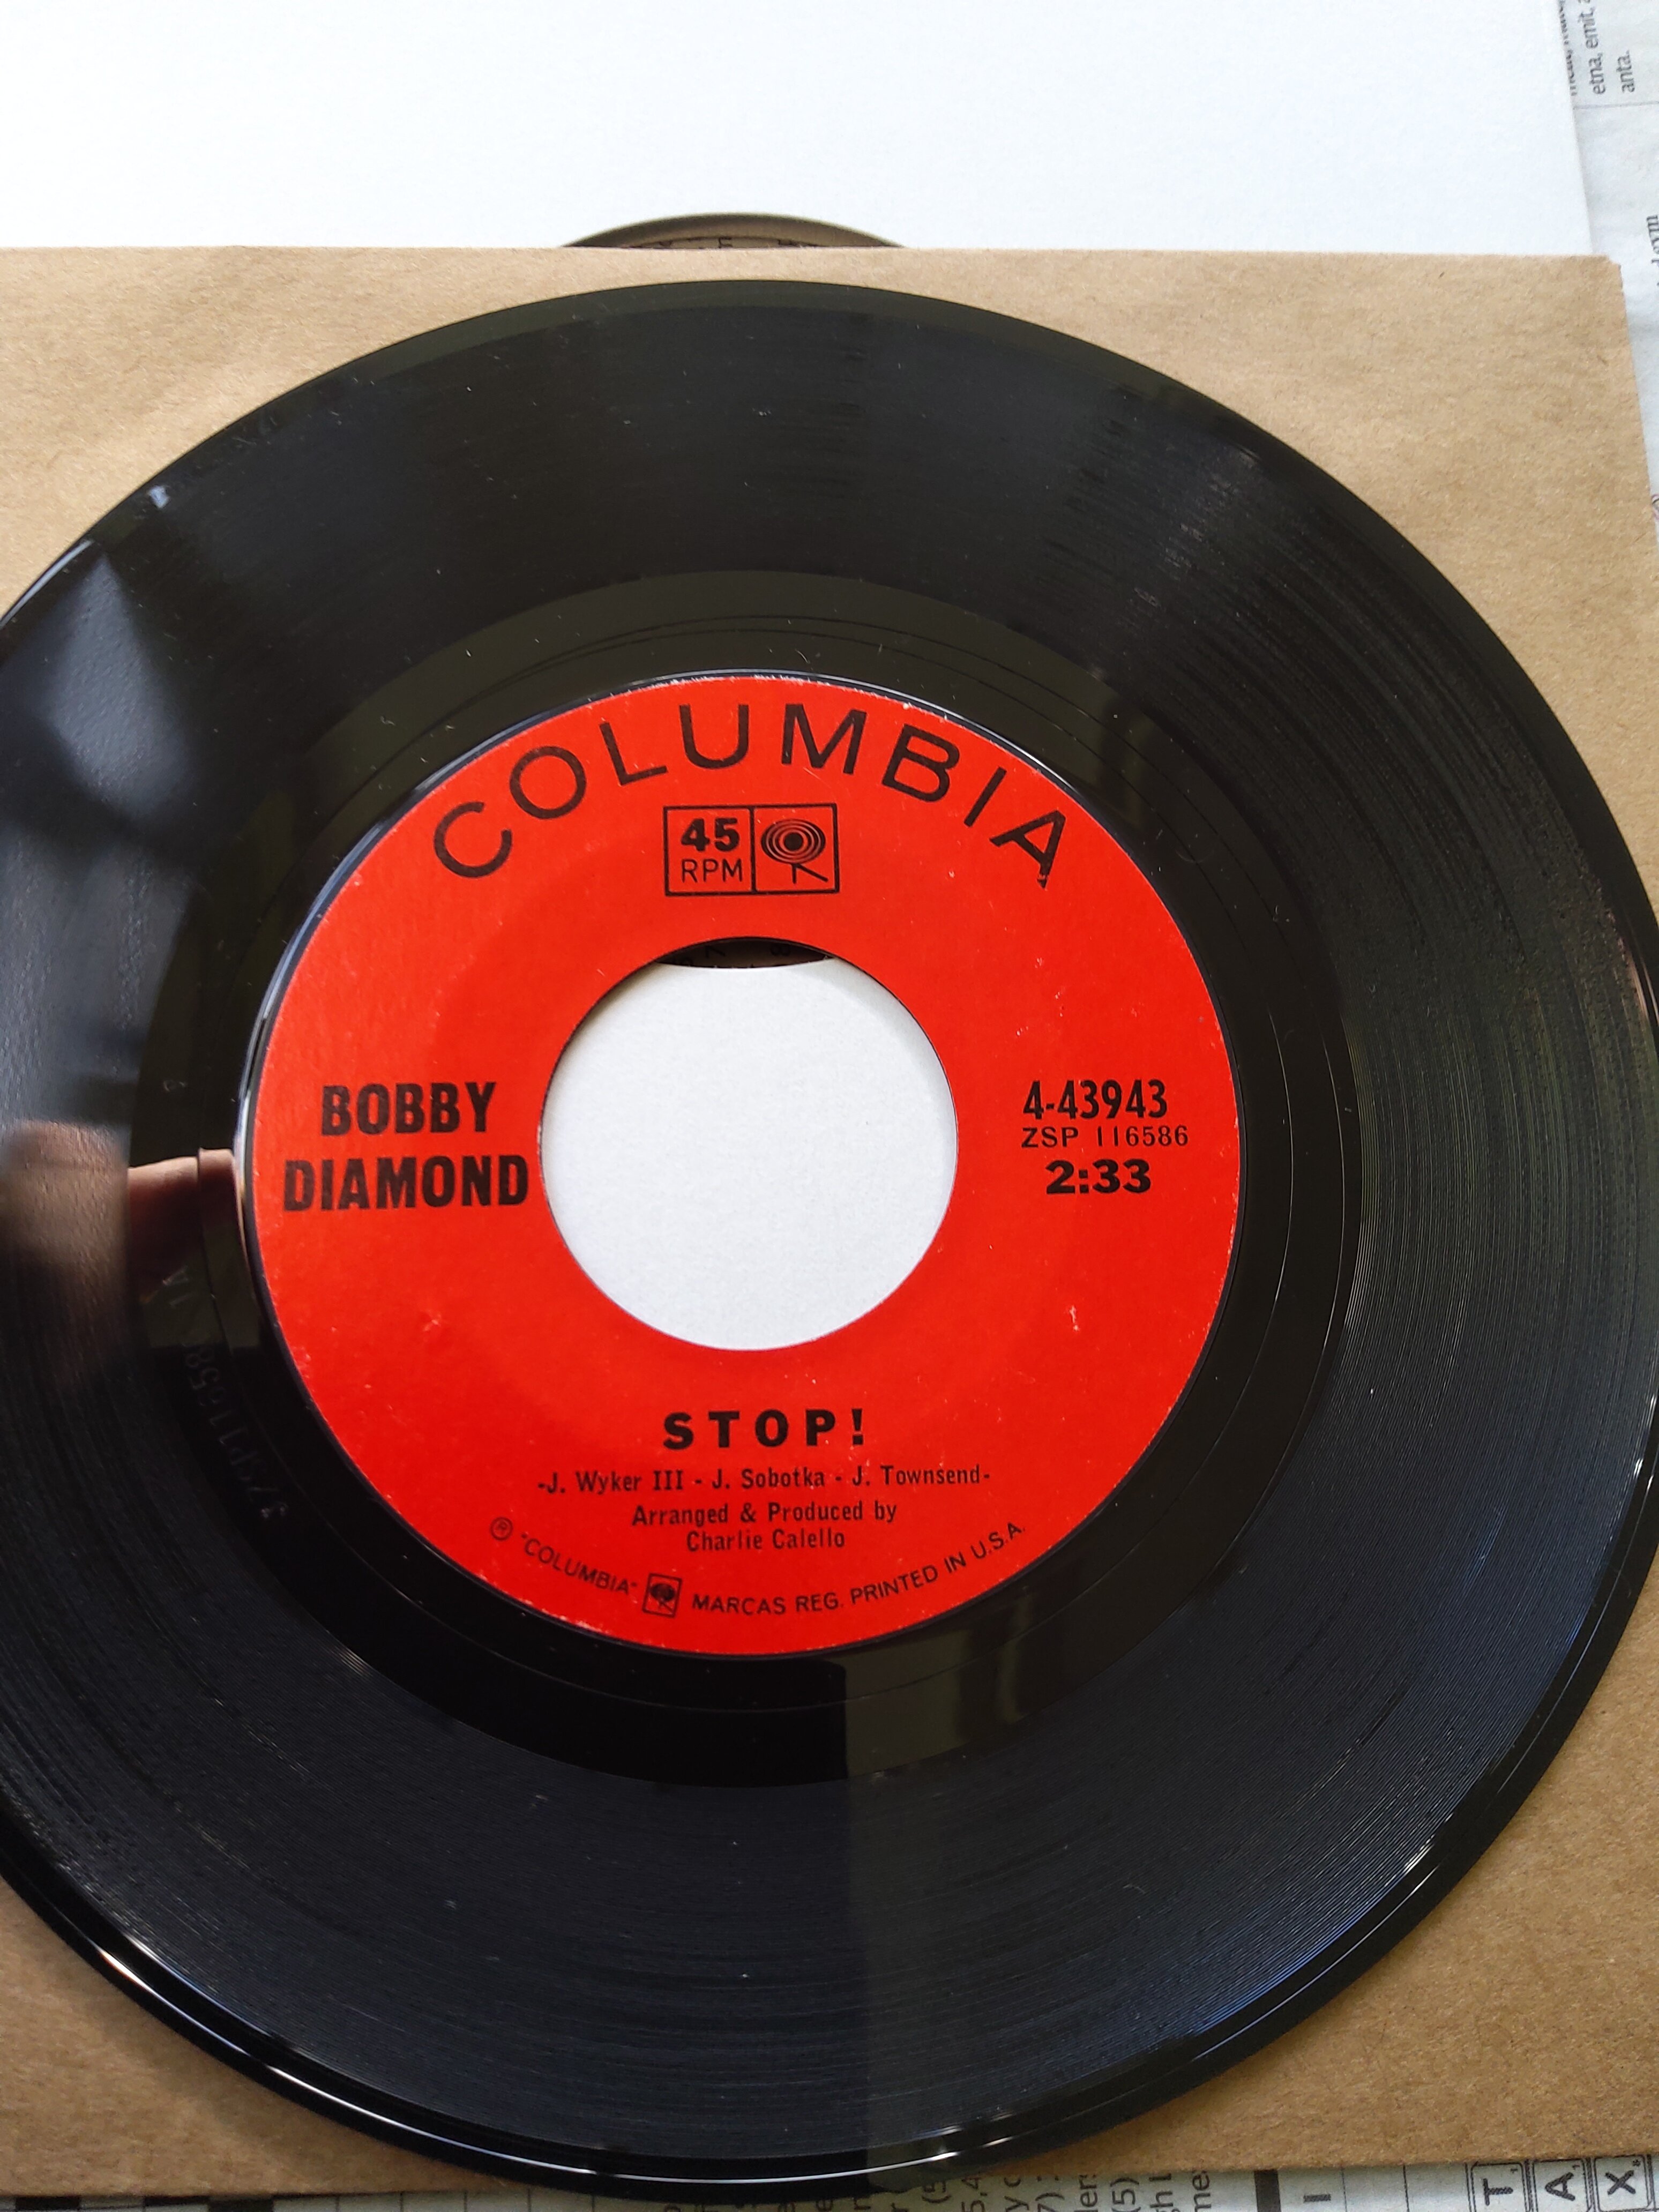 etna, emit, a
anta.
COLUMBIA
45
RPM
BOBBY
DIAMOND
4-43943
ZSP 116586
2:33
STOP!
-J. Wyker III - J. Sobotka - J. Townsend-
Arranged & Produced by
Charlie Calello
® "COLUMBIA" MARCAS REG. PRINTED IN U.S.A.
T
A
X